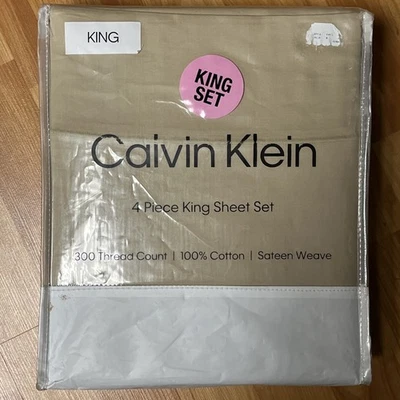 KING
KING
SET
Calvin Klein
4 Piece King Sheet Set
300 Thread Count | 100% Cotton | Sateen Weave